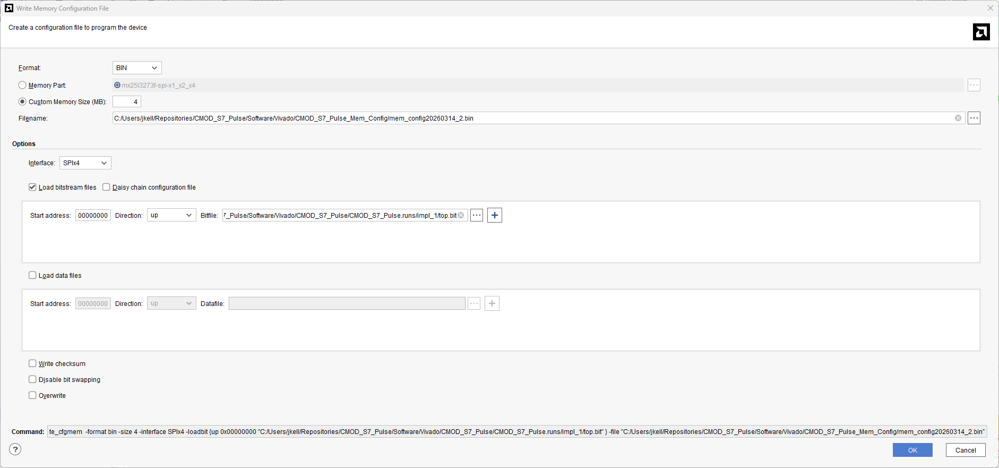 Write Memory Configuration File
Create a configuration file to program the device
Format: BIN
Memory Part: mx25l3273f-spi-x1_x2_x4 ...
Custom Memory Size (MB): 4
Filename: C:/Users/jkell/Repositories/CMOD_S7_Pulse/Software/Vivado/CMOD_S7_Pulse_Mem_Config/mem_config20260314_2.bin ...
Options
Interface: SPIx4
Load bitstream files Daisy chain configuration file
Start address: 00000000 Direction: up Bitfile: 7_Pulse/Software/Vivado/CMOD_S7_Pulse/CMOD_S7_Pulse.runs/impl_1/top.bit ... +
Load data files
Start address: 00000000 Direction: up Datafile: ... +
Write checksum
Disable bit swapping
Overwrite
Command: te_cfgmem -format bin -size 4 -interface SPIx4 -loadbit {up 0x00000000 "C:/Users/jkell/Repositories/CMOD_S7_Pulse/Software/Vivado/CMOD_S7_Pulse/CMOD_S7_Pulse.runs/impl_1/top.bit" } -file "C:/Users/jkell/Repositories/CMOD_S7_Pulse/Software/Vivado/CMOD_S7_Pulse_Mem_Config/mem_config20260314_2.bin"
? OK Cancel